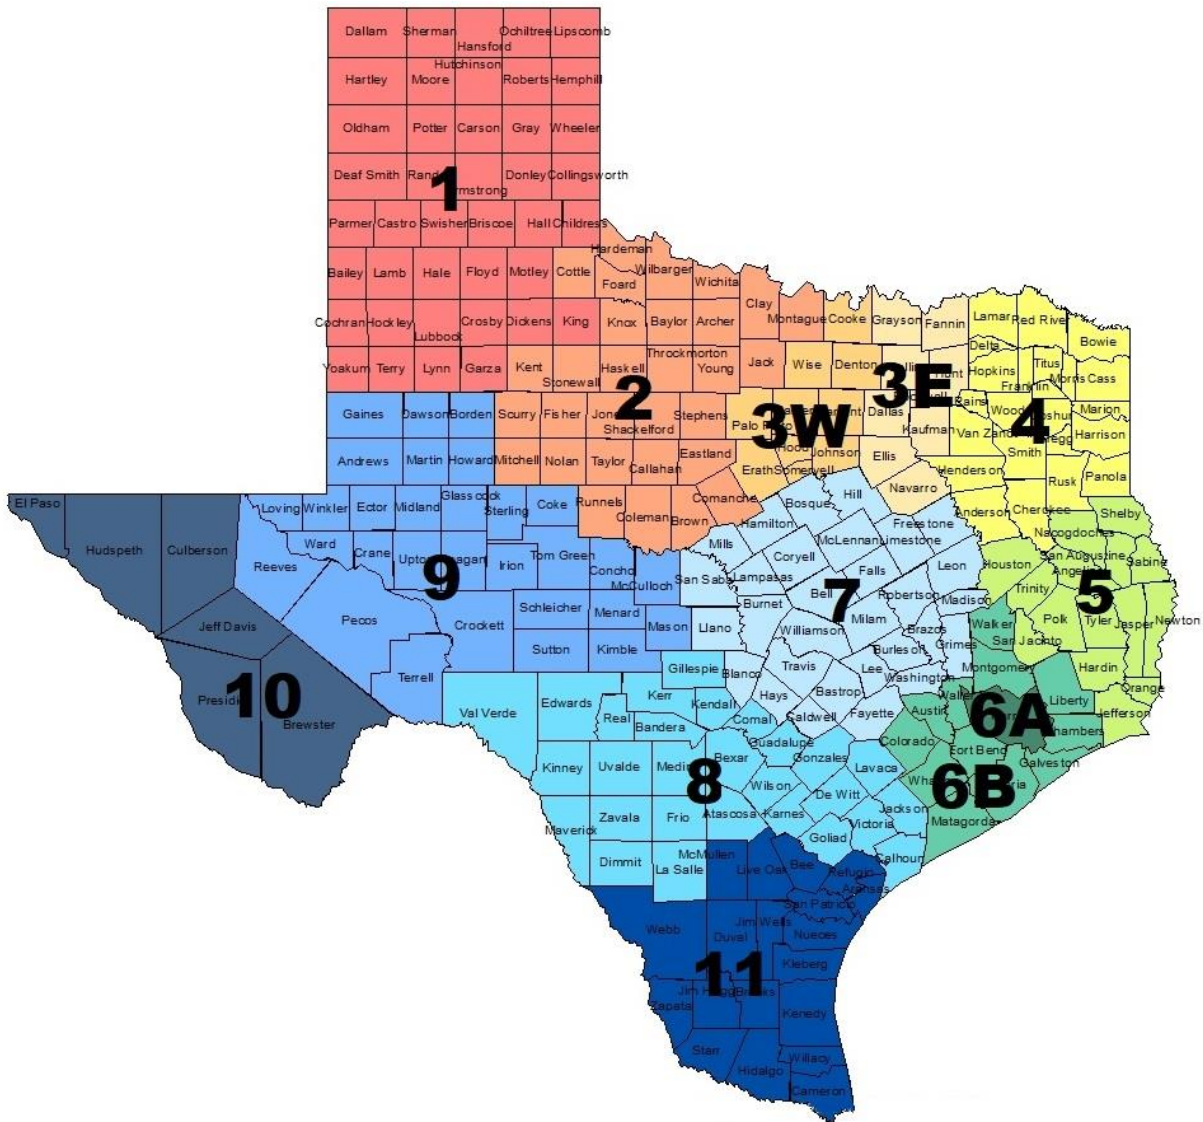 Dallam Sherman Hansford Ochiltree Lipscomb
Hutchinson
Hartley Moore Roberts Hemphill
Oldham Potter Carson Gray Wheeler
Deaf Smith Donley Collingsworth
1
Parmer Castro Swisher Briscoe Hall Childress
Hardeman
Bailey Lamb Hale Floyd Motley Cottle Foard Wilbarger Wichita
Clay Montague Cooke Grayson Fannin Lamar Red River Bowie
Cochran Hockley Lubbock Crosby Dickens King Knox Baylor Archer
Delta Titus
Throckmorton
Yoakum Terry Lynn Garza Kent Stonewall Haskell Young Jack Wise Denton Hopkins Franklin Morris Cass
2 3W 3E 4
Gaines Dawson Borden Scurry Fisher Shackelford Stephens Palo Pinto Dallas Kaufman Rains Wood Marion
Van Zandt Harrison
Andrews Martin Howard Mitchell Nolan Taylor Callahan Eastland Erath Hood Somervell Johnson Ellis Smith
Henderson Rusk Panola
El Paso Loving Winkler Ector Midland Glasscock Sterling Coke Runnels Coleman Brown Comanche Bosque Hill Navarro Anderson Cherokee Shelby
Hudspeth Culberson Ward Crane Upton Hamilton McLennan Freestone Limestone Nacogdoches
Reeves Irion Tom Green Concho McCulloch Mills Coryell San Augustine Sabine
9 San Saba Lampasas Bell Falls Leon Houston
7 5
Jeff Davis Pecos Crockett Schleicher Menard Mason Burnet Milam Robertson Madison Trinity
Llano Williamson Brazos Walker Polk Tyler Jasper Newton
Sutton Kimble Burleson Grimes San Jacinto
10 Terrell Gillespie Blanco Travis Lee Washington Montgomery Hardin
Brewster Val Verde Edwards Kerr Kendall Hays Bastrop Liberty Orange
Real Bandera Comal Caldwell Fayette Austin 6A Chambers Jefferson
Guadalupe Colorado Fort Bend
Kinney Uvalde Bexar Gonzales Lavaca Galveston
8 Wilson 6B
De Witt
Maverick Zavala Frio Atascosa Karnes Jackson Matagorda
Goliad Victoria
Dimmit La Salle McMullen Live Oak Bee Refugio Calhoun
Aransas
San Patricio
Webb Duval Jim Wells Nueces
11 Kleberg
Zapata Kenedy
Starr Hidalgo Willacy
Cameron